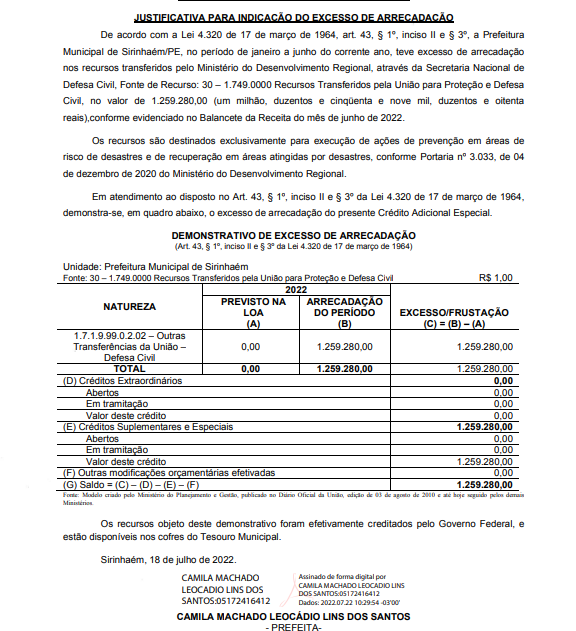 JUSTIFICATIVA PARA INDICAÇÃO DO EXCESSO DE ARRECADAÇÃO
De acordo com a Lei 4.320 de 17 de março de 1964, art. 43, § 1º, inciso II e § 3º, a Prefeitura
Municipal de Sirinhaém/PE, no período de janeiro a junho do corrente ano, teve excesso de arrecadação
nos recursos transferidos pelo Ministério do Desenvolvimento Regional, através da Secretaria Nacional de
Defesa Civil, Fonte de Recurso: 30 – 1.749.0000 Recursos Transferidos pela União para Proteção e Defesa
Civil, no valor de 1.259.280,00 (um milhão, duzentos e cinqüenta e nove mil, duzentos e oitenta
reais),conforme evidenciado no Balancete da Receita do mês de junho de 2022.
Os recursos são destinados exclusivamente para execução de ações de prevenção em áreas de
risco de desastres e de recuperação em áreas atingidas por desastres, conforme Portaria nº 3.033, de 04
de dezembro de 2020 do Ministério do Desenvolvimento Regional.
Em atendimento ao disposto no Art. 43, § 1º, inciso II e § 3º da Lei 4.320 de 17 de março de 1964,
demonstra-se, em quadro abaixo, o excesso de arrecadação do presente Crédito Adicional Especial.
DEMONSTRATIVO DE EXCESSO DE ARRECADAÇÃO
(Art. 43, § 1º, inciso II e § 3º da Lei 4.320 de 17 de março de 1964)
Unidade: Prefeitura Municipal de Sirinhaém
Fonte: 30 – 1.749.0000 Recursos Transferidos pela União para Proteção e Defesa Civil R$ 1,00
NATUREZA
2022
PREVISTO NA
LOA
(A)
ARRECADAÇÃO
DO PERÍODO
(B)
EXCESSO/FRUSTAÇÃO
(C) = (B) – (A)
1.7.1.9.99.0.2.02 – Outras
Transferências da União –
Defesa Civil
0,00 1.259.280,00 1.259.280,00
TOTAL 0,00 1.259.280,00 1.259.280,00
(D) Créditos Extraordinários 0,00
Abertos 0,00
Em tramitação 0,00
Valor deste crédito 0,00
(E) Créditos Suplementares e Especiais 1.259.280,00
Abertos 0,00
Em tramitação 0,00
Valor deste crédito 1.259.280,00
(F) Outras modificações orçamentárias efetivadas 0,00
(G) Saldo = (C) – (D) – (E) – (F) 1.259.280,00
Fonte: Modelo criado pelo Ministério do Planejamento e Gestão, publicado no Diário Oficial da União, edição de 03 de agosto de 2010 e até hoje seguido pelos demais
Ministérios.
Os recursos objeto deste demonstrativo foram efetivamente creditados pelo Governo Federal, e
estão disponíveis nos cofres do Tesouro Municipal.
Sirinhaém, 18 de julho de 2022.
CAMILA MACHADO
LEOCADIO LINS DOS
SANTOS:05172416412
Assinado de forma digital por
CAMILA MACHADO LEOCADIO LINS
DOS SANTOS:05172416412
Dados: 2022.07.22 10:29:54 -03'00'
CAMILA MACHADO LEOCÁDIO LINS DOS SANTOS
- PREFEITA-